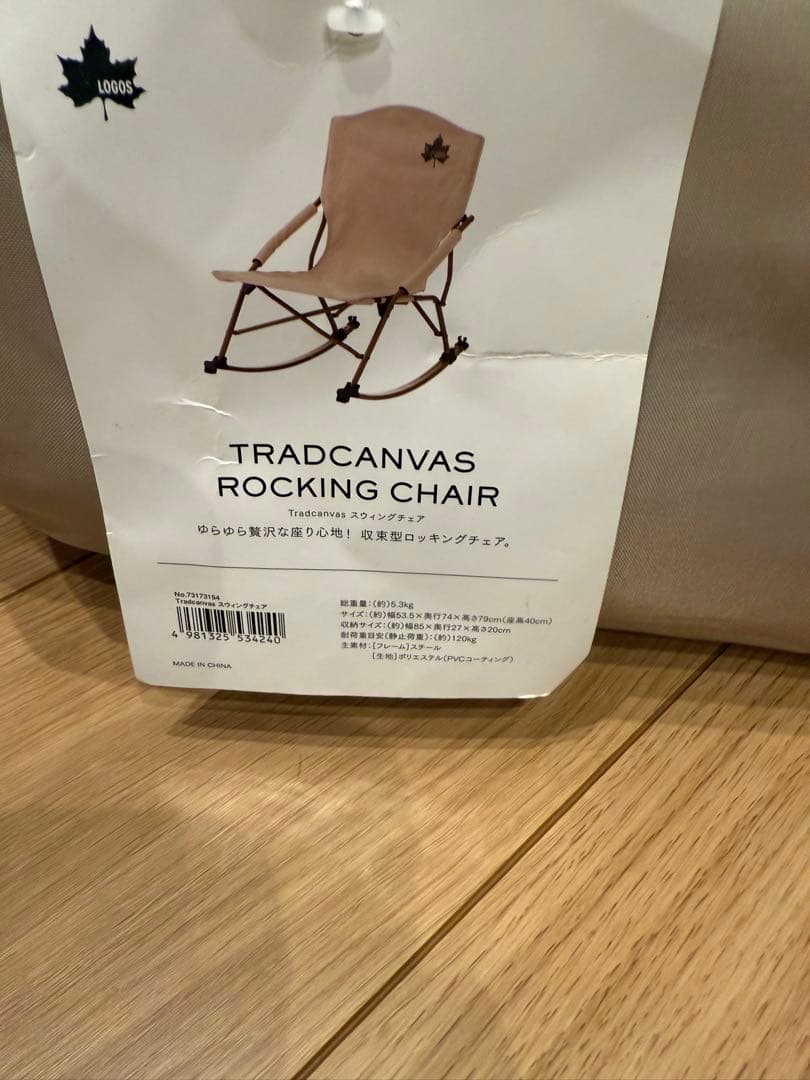 LOGOS
LOGOS
TRADCANVAS
ROCKING CHAIR
Tradcanvas スウィングチェア
ゆらゆら贅沢な座り心地! 収束型ロッキングチェア。
No.73173154
Tradcanvas スウィングチェア
4 981325 534240
MADE IN CHINA
総重量:(約)5.3kg
サイズ:(約)幅53.5×奥行74×高さ79cm(座高40cm)
収納サイズ:(約)幅85×奥行27×高さ20cm
耐荷重目安(静止荷重):(約)120kg
主素材:[フレーム]スチール
[生地]ポリエステル(PVCコーティング)